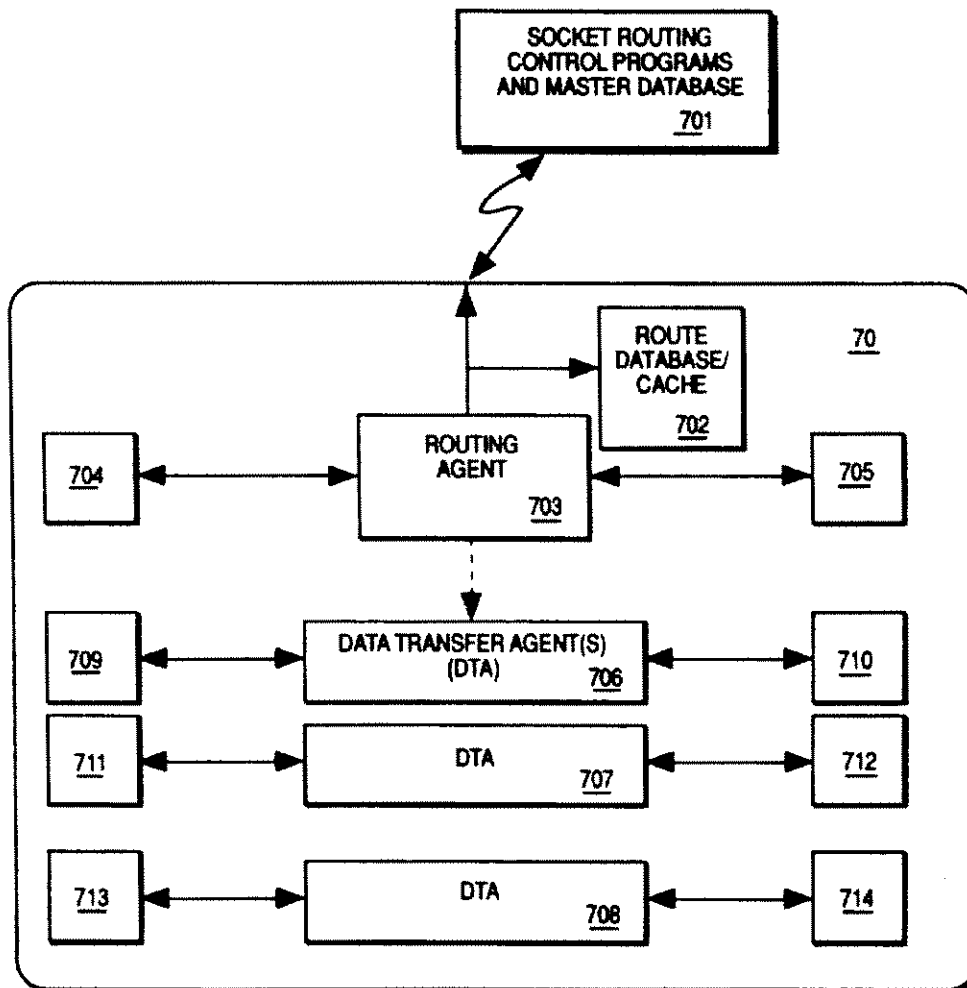 SOCKET ROUTING
CONTROL PROGRAMS
AND MASTER DATABASE
701
70
ROUTE
DATABASE/
CACHE
702
704
ROUTING
AGENT
703
705
709
DATA TRANSFER AGENT(S)
(DTA)
706
710
711
DTA
707
712
713
DTA
708
714